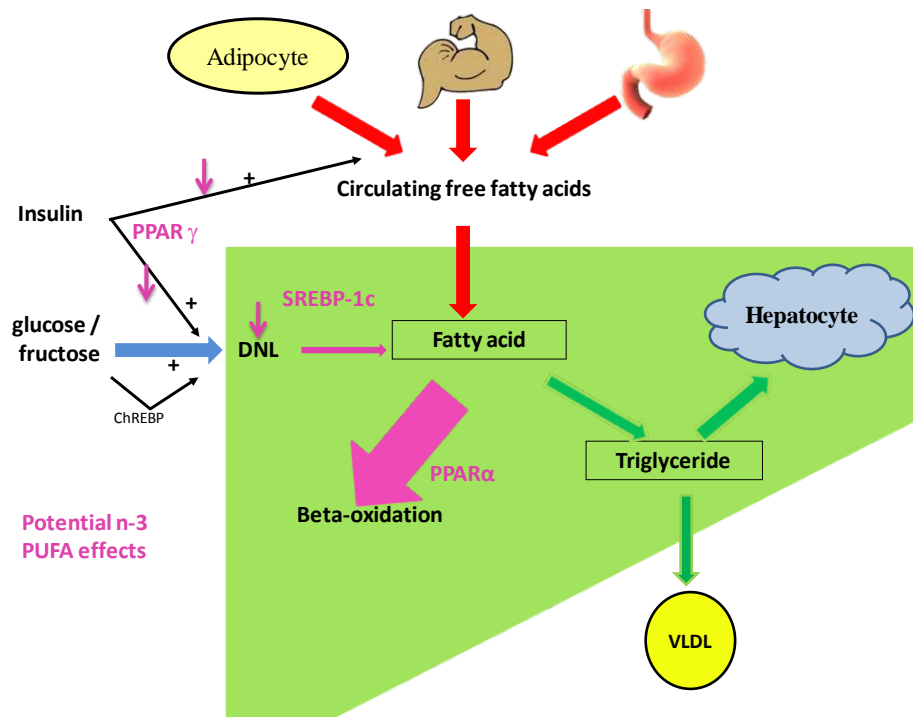 Adipocyte
Circulating free fatty acids
+
Insulin
PPAR γ
+
SREBP-1c
Hepatocyte
glucose /
fructose
DNL
Fatty acid
+
ChREBP
Triglyceride
PPARα
Beta-oxidation
Potential n-3
PUFA effects
VLDL